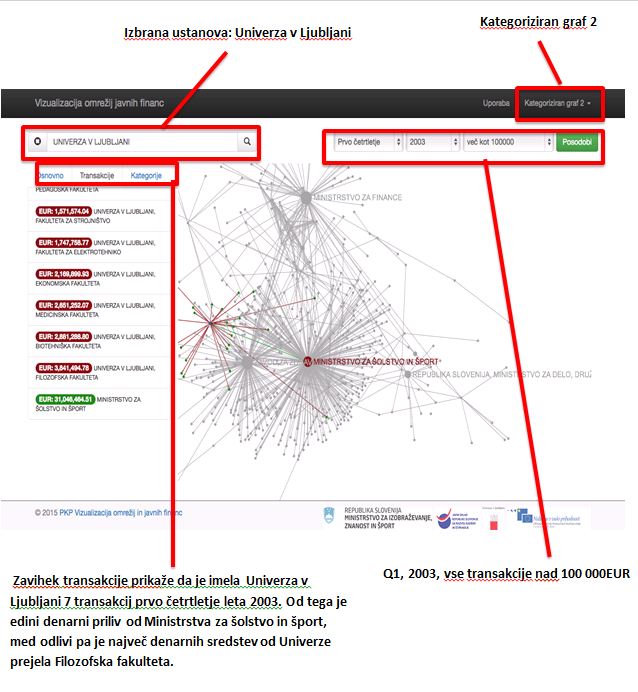 Kategoriziran graf 2
Izbrana ustanova: Univerza v Ljubljani
Vizualizacija omrežij javnih financ
Uporaba
Kategoriziran graf 2
UNIVERZA V LJUBLJANI
Prvo četrtletje
2003
več kot 100000
Posodobi
Osnovno
Transakcije
Kategorije
PEDAGOŠKA FAKULTETA
EUR: 1,571,574.04 UNIVERZA V LJUBLJANI,
FAKULTETA ZA STROJNIŠTVO
EUR: 1,747,758.77 UNIVERZA V LJUBLJANI,
FAKULTETA ZA ELEKTROTEHNIKO
EUR: 2,169,899.93 UNIVERZA V LJUBLJANI,
EKONOMSKA FAKULTETA
EUR: 2,651,252.07 UNIVERZA V LJUBLJANI,
MEDICINSKA FAKULTETA
EUR: 2,661,286.80 UNIVERZA V LJUBLJANI,
BIOTEHNIŠKA FAKULTETA
EUR: 3,841,494.78 UNIVERZA V LJUBLJANI,
FILOZOFSKA FAKULTETA
EUR: 31,046,464.51 MINISTRSTVO ZA
ŠOLSTVO IN ŠPORT
MINISTRSTVO ZA FINANCE
MINISTRSTVO ZA ŠOLSTVO IN ŠPORT
REPUBLIKA SLOVENIJA, MINISTRSTVO ZA DELO, DRUŽ
© 2015 PKP Vizualizacija omrežij in javnih financ
REPUBLIKA SLOVENIJA
MINISTRSTVO ZA IZOBRAŽEVANJE,
ZNANOST IN ŠPORT
Q1, 2003, vse transakcije nad 100 000EUR
Zavihek transakcije prikaže da je imela Univerza v
Ljubljani 7 transakcij prvo četrtletje leta 2003. Od tega je
edini denarni priliv od Ministrstva za šolstvo in šport,
med odlivi pa je največ denarnih sredstev od Univerze
prejela Filozofska fakulteta.